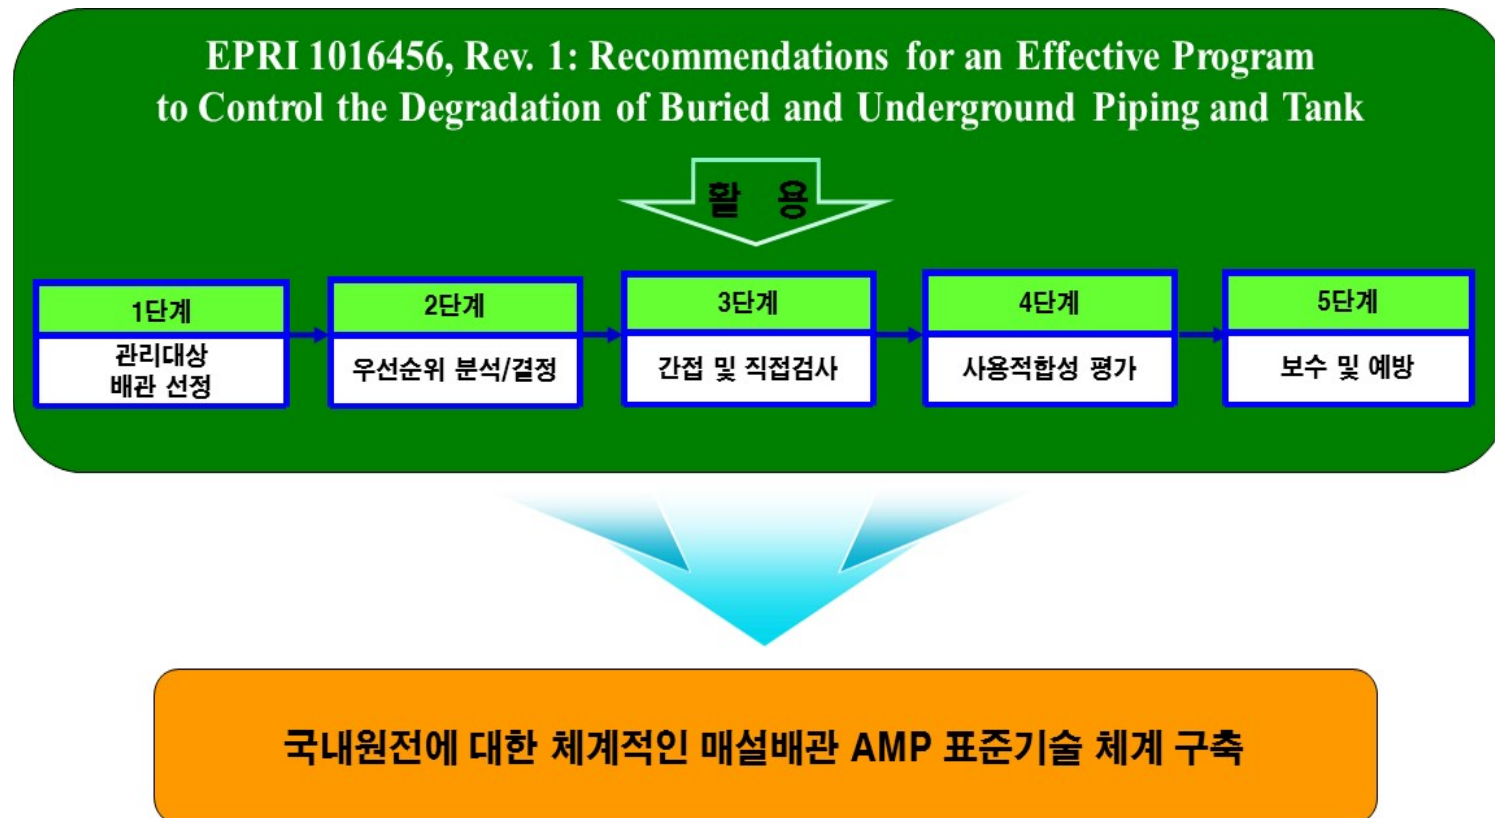 EPRI 1016456, Rev. 1: Recommendations for an Effective Program
to Control the Degradation of Buried and Underground Piping and Tank
활 용
1단계
관리대상
배관 선정
2단계
우선순위 분석/결정
3단계
간접 및 직접검사
4단계
사용적합성 평가
5단계
보수 및 예방
국내원전에 대한 체계적인 매설배관 AMP 표준기술 체계 구축